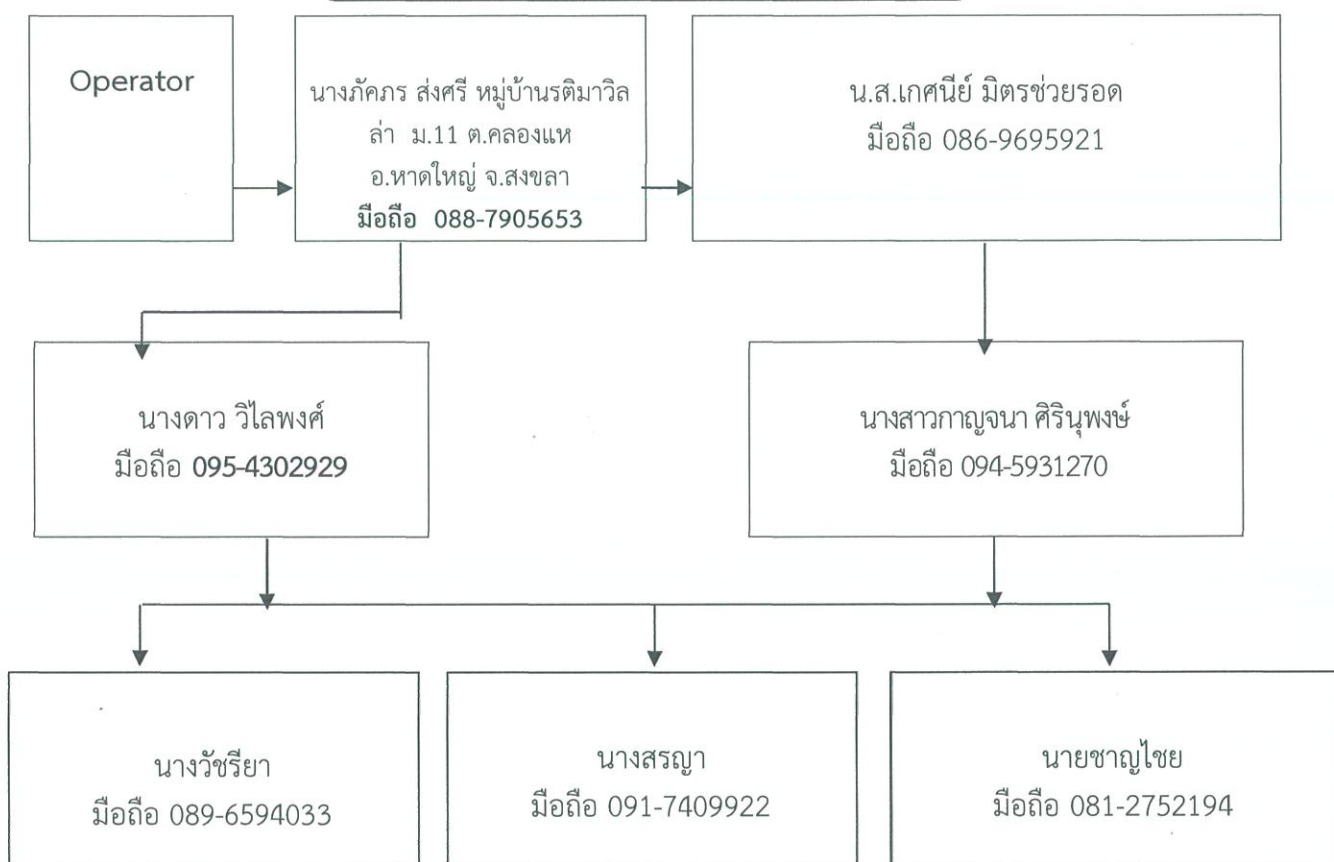 Operator
นางภัคภร ส่งศรี หมู่บ้านรติมาวิล
ล่า ม.11 ต.คลองแห
อ.หาดใหญ่ จ.สงขลา
มือถือ 088-7905653
น.ส.เกศนีย์ มิตรช่วยรอด
มือถือ 086-9695921
นางดาว วิไลพงศ์
มือถือ 095-4302929
นางสาวกาญจนา ศิรินุพงษ์
มือถือ 094-5931270
นางวัชรียา
มือถือ 089-6594033
นางสรญา
มือถือ 091-7409922
นายชาญไชย
มือถือ 081-2752194